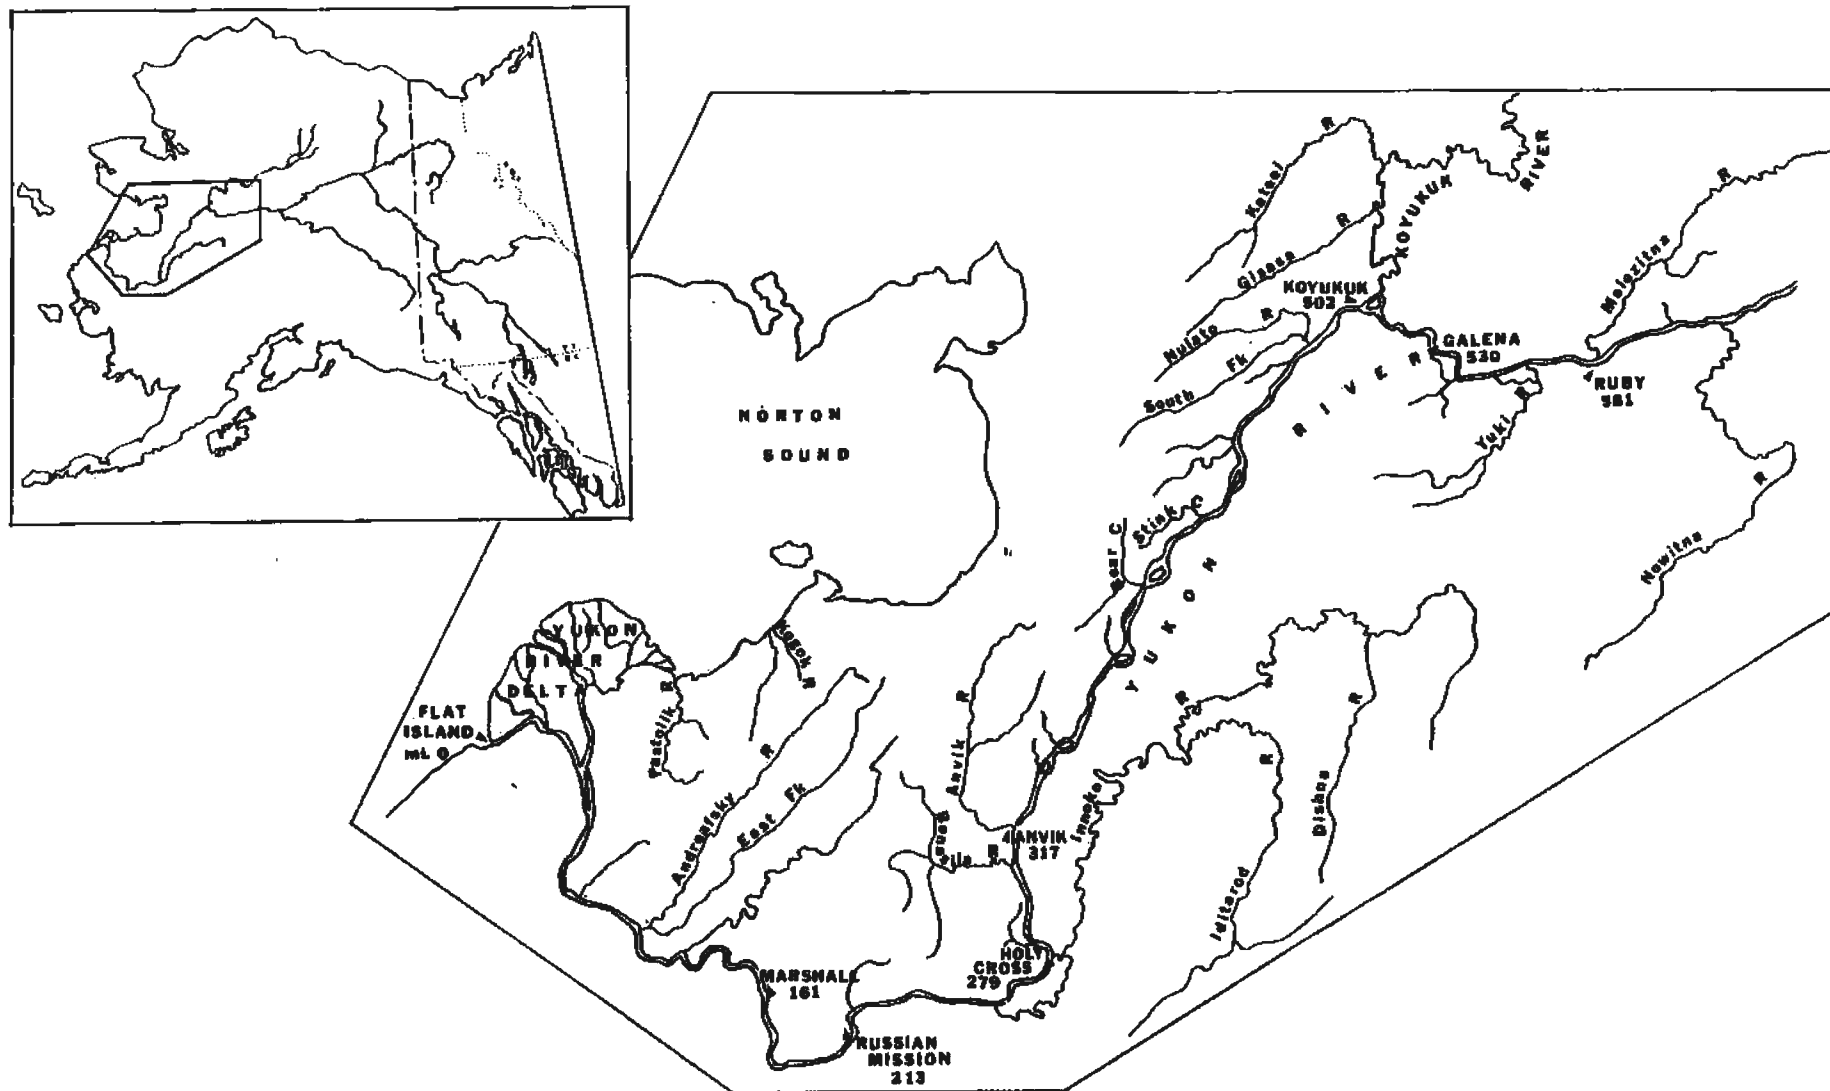 Kateel R
KOYUKUK RIVER
Gisasa R
Melozitna R
KOYUKUK
502
Nulato R
South Fk
GALENA
530
RUBY
581
Yuki R
NORTON
SOUND
YUKON RIVER
Stink C
Bear C
Nowitna R
YUKON
RIVER
DELTA
Kogok R
FLAT
ISLAND
mi. 0
Pastolik R
Andreafsky R
East Fk
Anvik R
ANVIK
317
Innoko R
Iditarod R
Dishna R
HOLY
CROSS
279
MARSHALL
161
RUSSIAN
MISSION
213